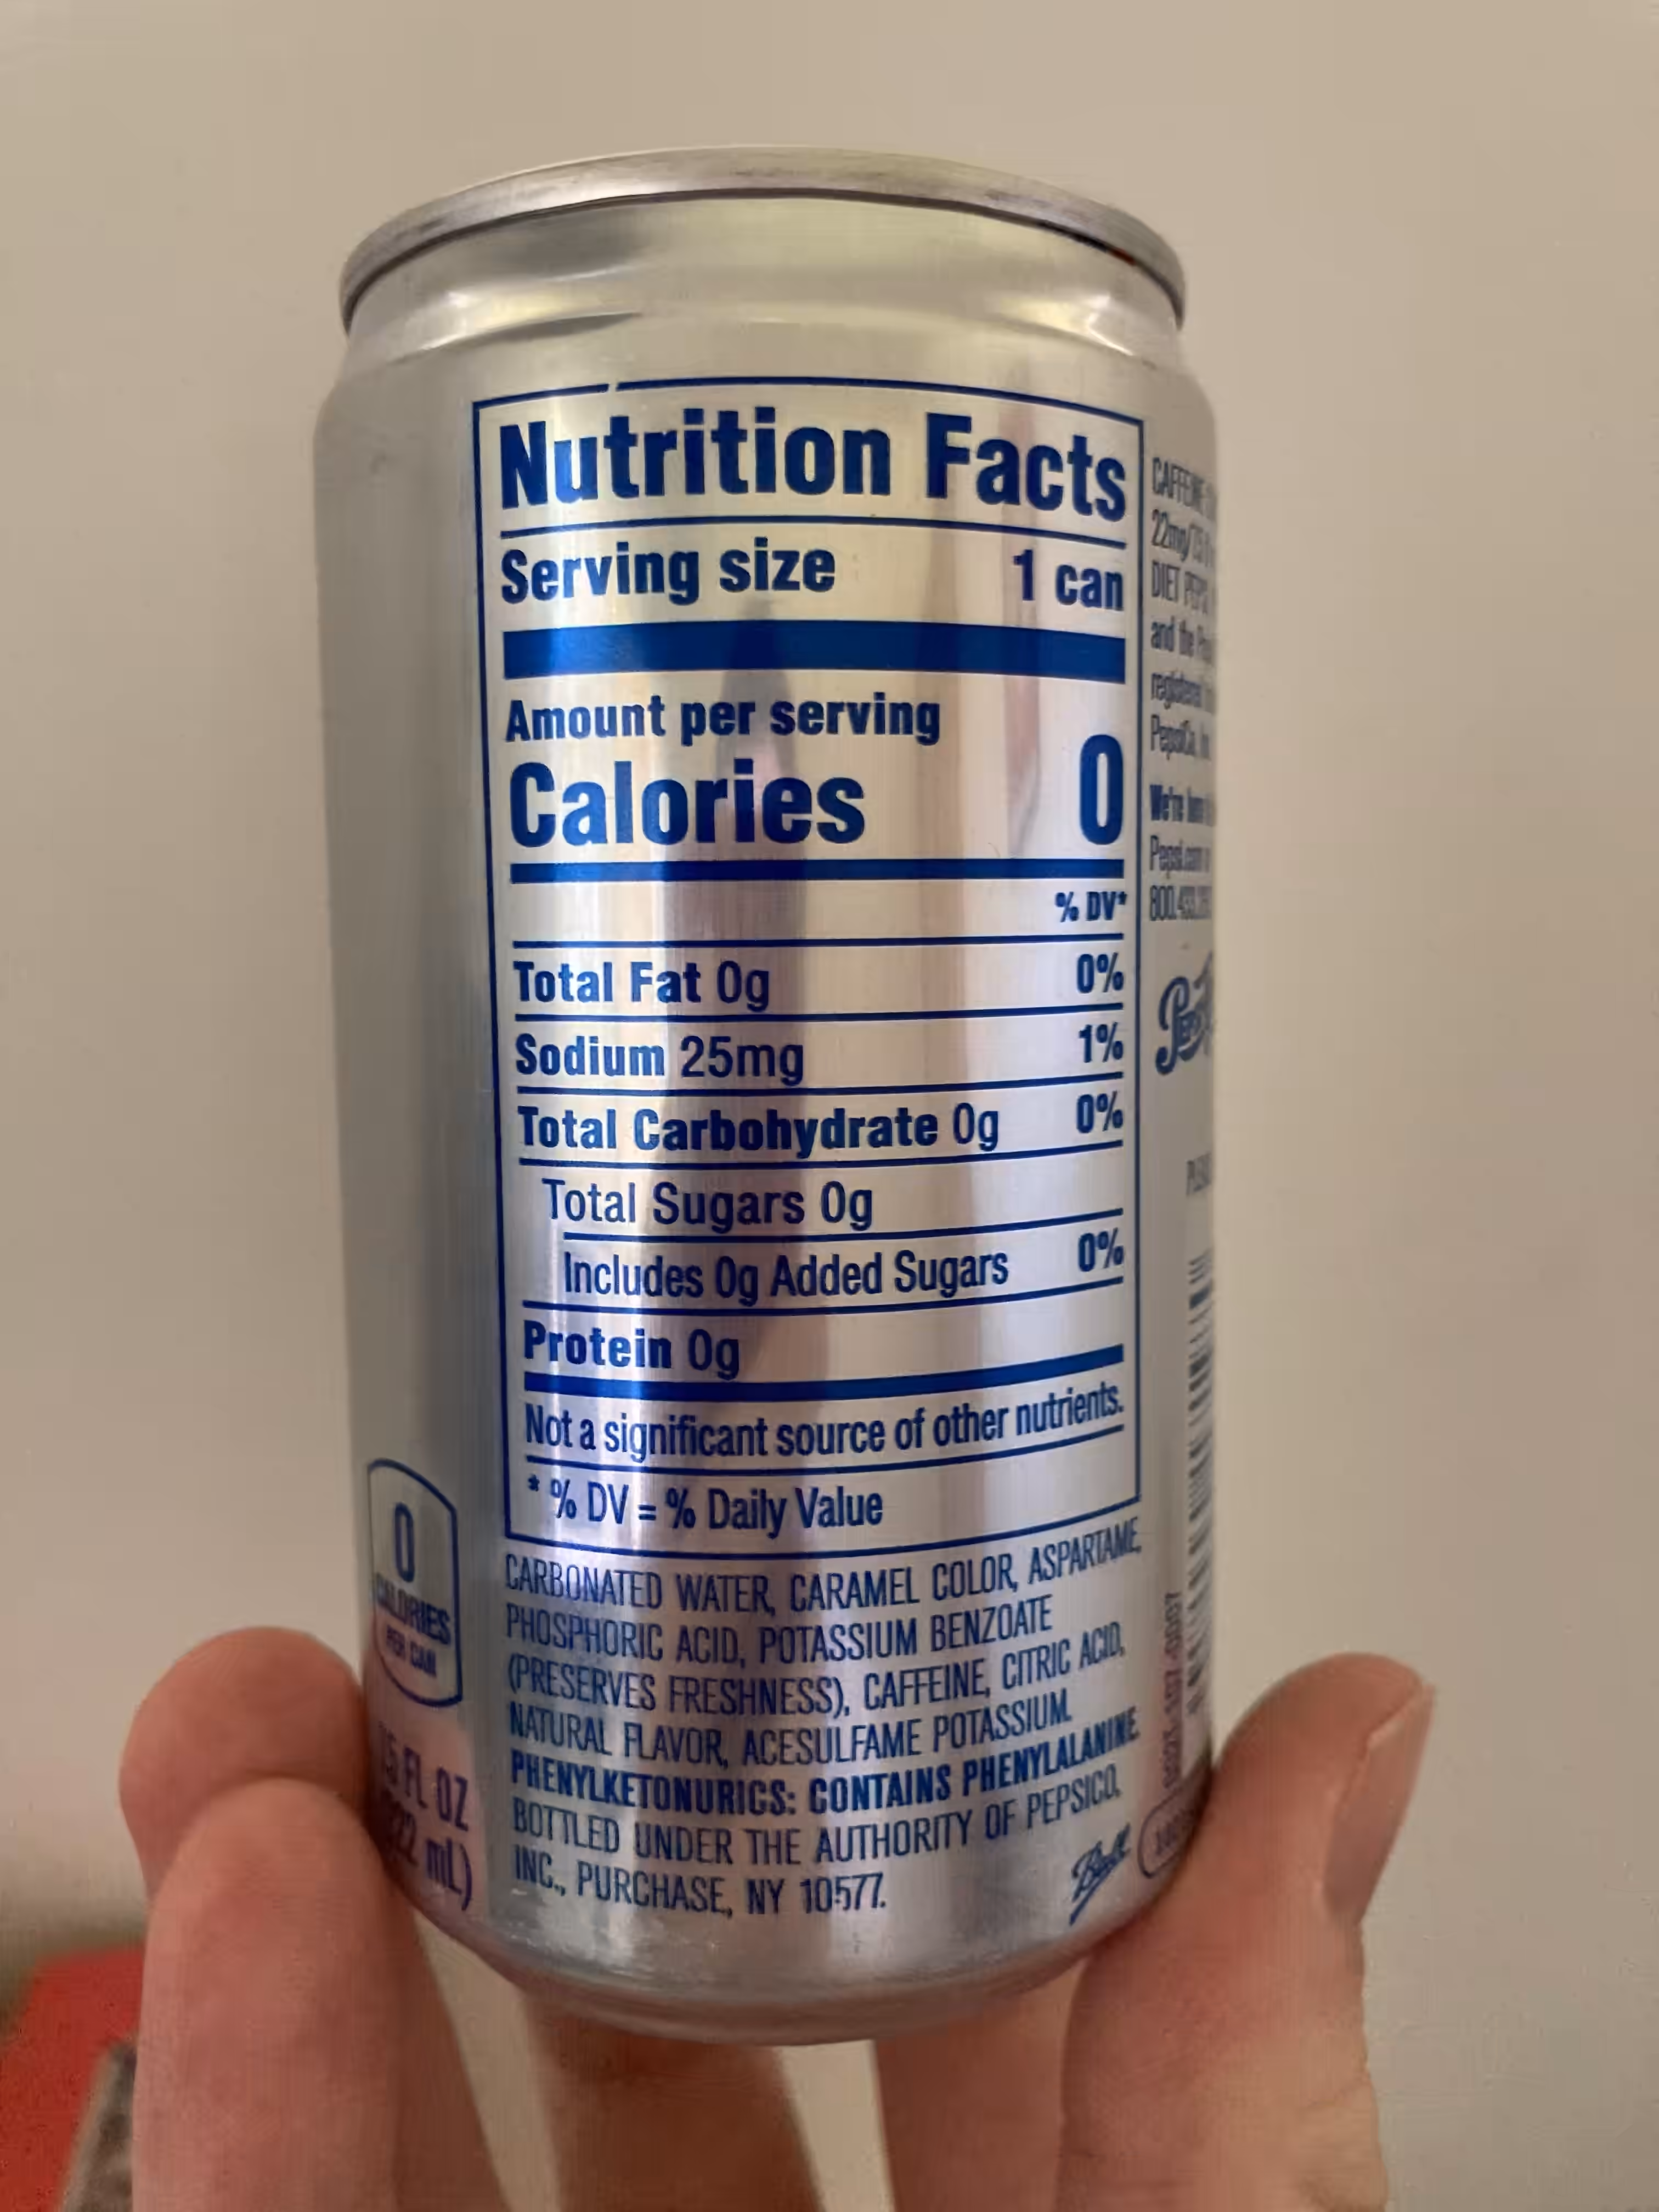 Nutrition Facts
Serving size 1 can
Amount per serving
Calories 0
% DV*
Total Fat 0g 0%
Sodium 25mg 1%
Total Carbohydrate 0g 0%
Total Sugars 0g
Includes 0g Added Sugars 0%
Protein 0g
Not a significant source of other nutrients.
* % DV = % Daily Value
CARBONATED WATER, CARAMEL COLOR, ASPARTAME,
PHOSPHORIC ACID, POTASSIUM BENZOATE
(PRESERVES FRESHNESS), CAFFEINE, CITRIC ACID,
NATURAL FLAVOR, ACESULFAME POTASSIUM.
PHENYLKETONURICS: CONTAINS PHENYLALANINE
BOTTLED UNDER THE AUTHORITY OF PEPSICO,
INC., PURCHASE, NY 10577.
Ball
0
CALORIES
PER CAN
FL OZ
mL)
CAFFEINE
DIET PEPSI
and the
registered
PepsiCo,
We're
Pepsi.com or